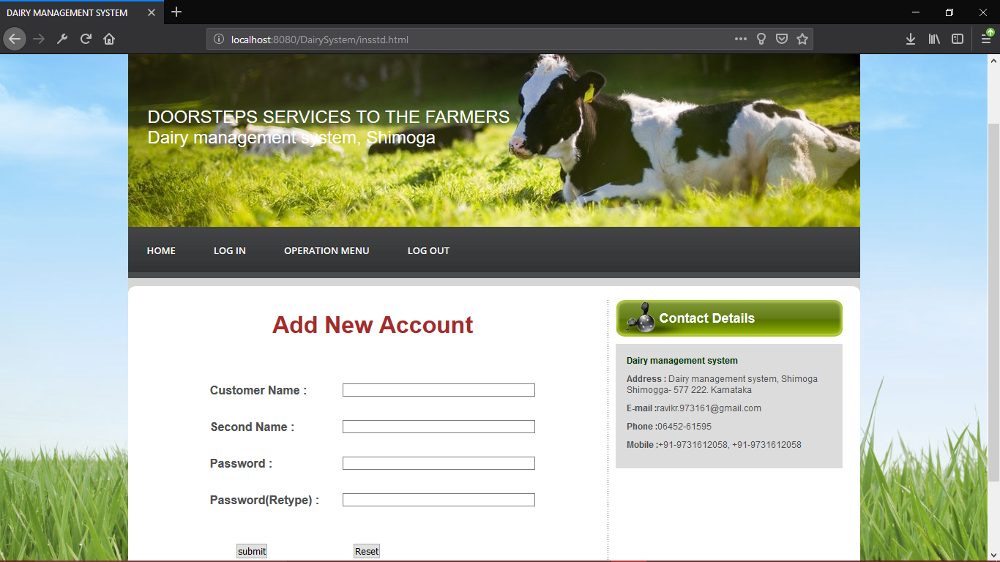 DAIRY MANAGEMENT SYSTEM
localhost:8080/DairySystem/insstd.html
DOORSTEPS SERVICES TO THE FARMERS
Dairy management system, Shimoga
HOME LOG IN OPERATION MENU LOG OUT
Add New Account
Customer Name :
Second Name :
Password :
Password(Retype) :
submit Reset
Contact Details
Dairy management system
Address : Dairy management system, Shimoga
Shimogga- 577 222. Karnataka
E-mail :ravikr.973161@gmail.com
Phone :06452-61595
Mobile :+91-9731612058, +91-9731612058